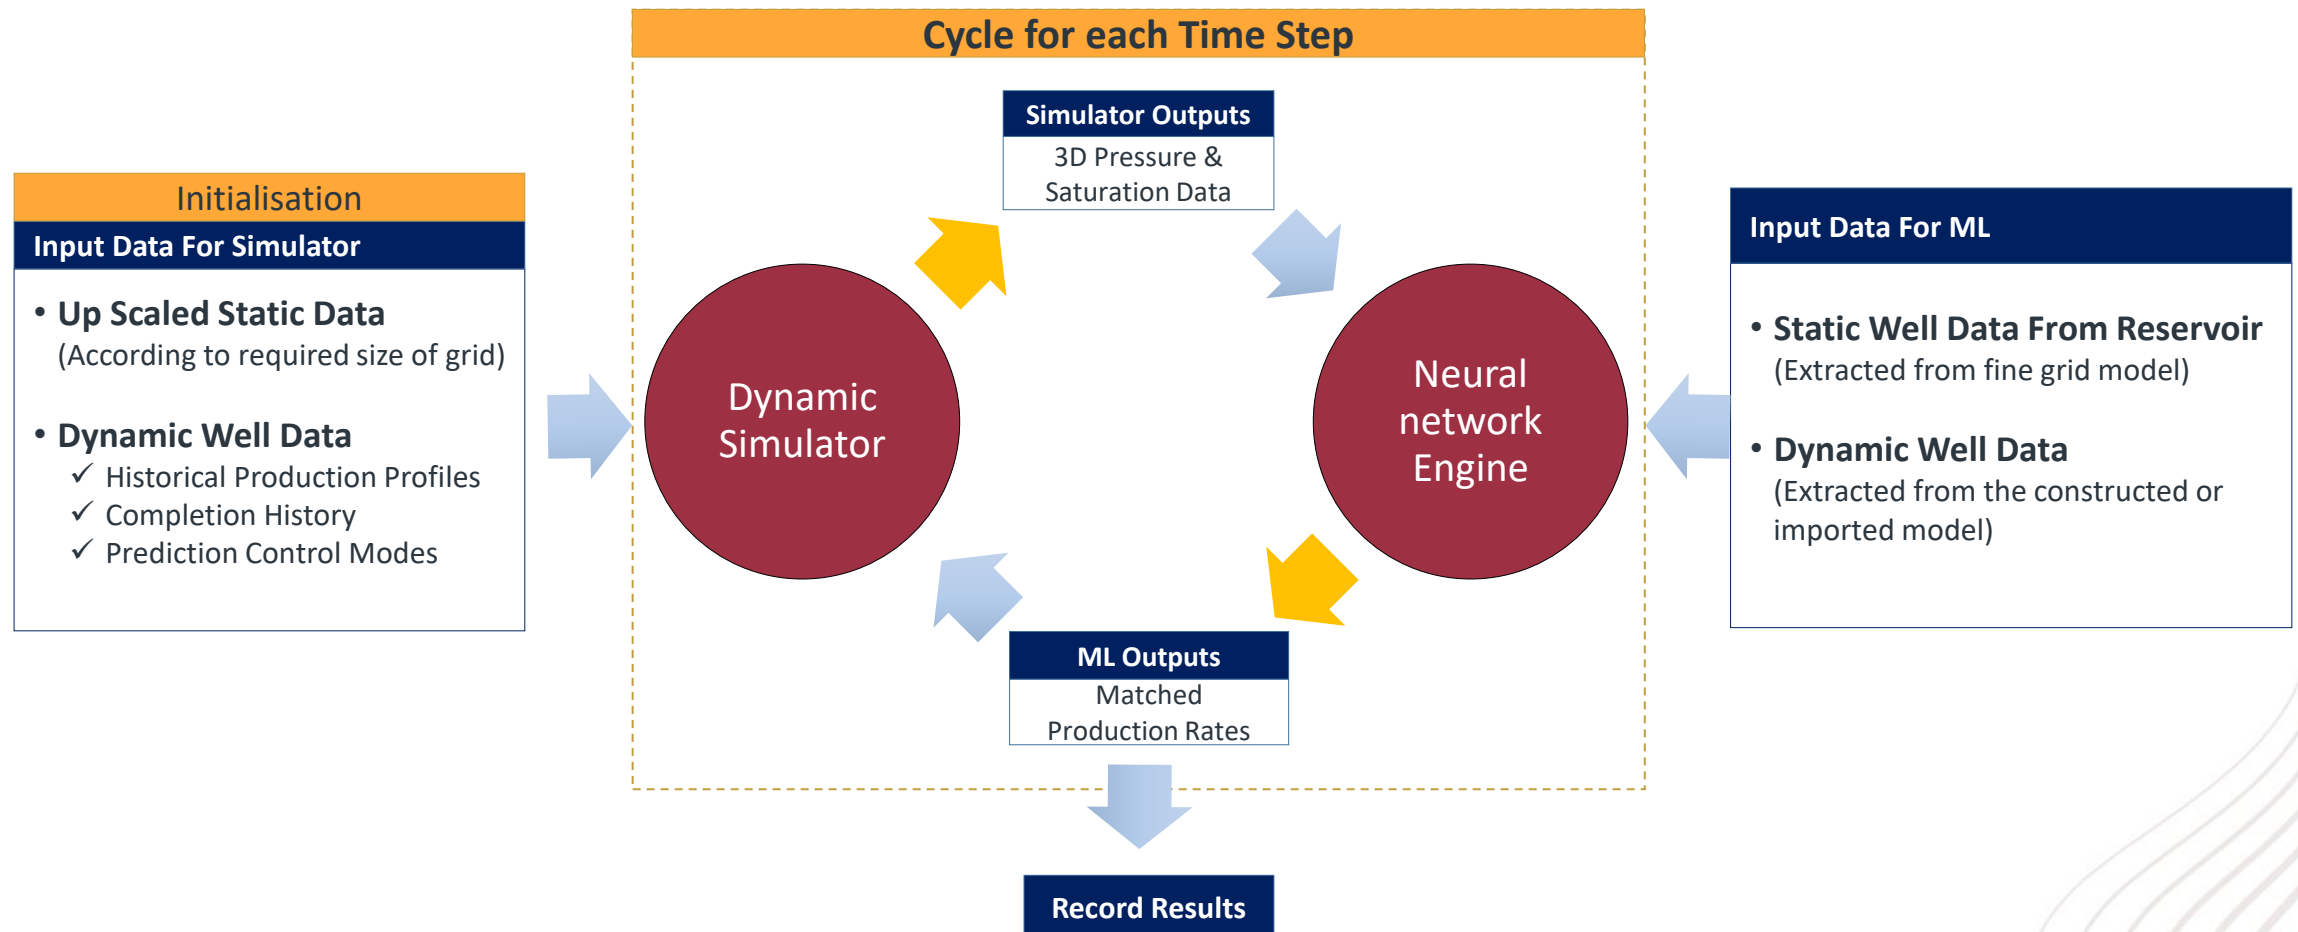 Cycle for each Time Step
Initialisation
Input Data For Simulator
• Up Scaled Static Data
(According to required size of grid)
• Dynamic Well Data
✓ Historical Production Profiles
✓ Completion History
✓ Prediction Control Modes
Simulator Outputs
3D Pressure &
Saturation Data
Dynamic
Simulator
Neural
network
Engine
ML Outputs
Matched
Production Rates
Record Results
Input Data For ML
• Static Well Data From Reservoir
(Extracted from fine grid model)
• Dynamic Well Data
(Extracted from the constructed or
imported model)